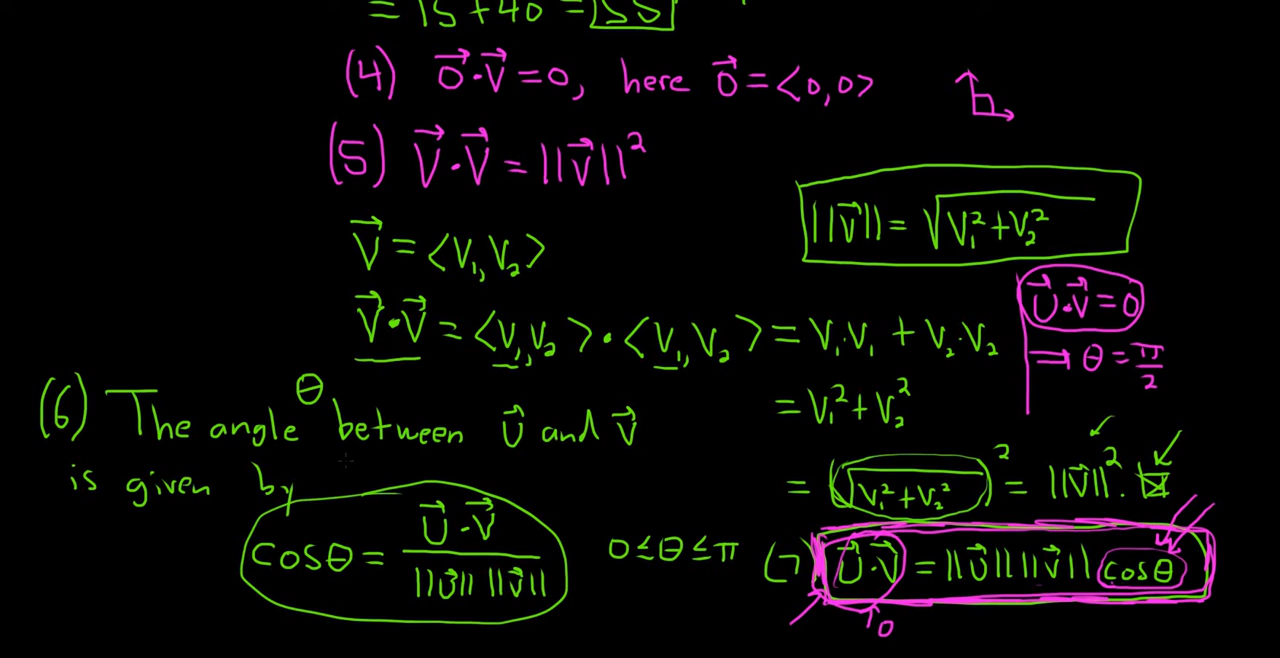 = 15 + 40 = 55
(4) 0⃗·V⃗ = 0, here 0⃗ = <0,0>
(5) V⃗·V⃗ = ||V⃗||²
||V⃗|| = √(V₁² + V₂²)
V⃗ = <V₁, V₂>
V⃗·V⃗ = <V₁, V₂> · <V₁, V₂> = V₁·V₁ + V₂·V₂
U⃗·V⃗ = 0
⟹ θ = π/2
= V₁² + V₂²
= (√(V₁² + V₂²))² = ||V⃗||².
(6) The angle θ between U⃗ and V⃗
is given by
cosθ = U⃗·V⃗ / ||U⃗|| ||V⃗||
0 ≤ θ ≤ π
(7) U⃗·V⃗ = ||U⃗|| ||V⃗|| cosθ
0